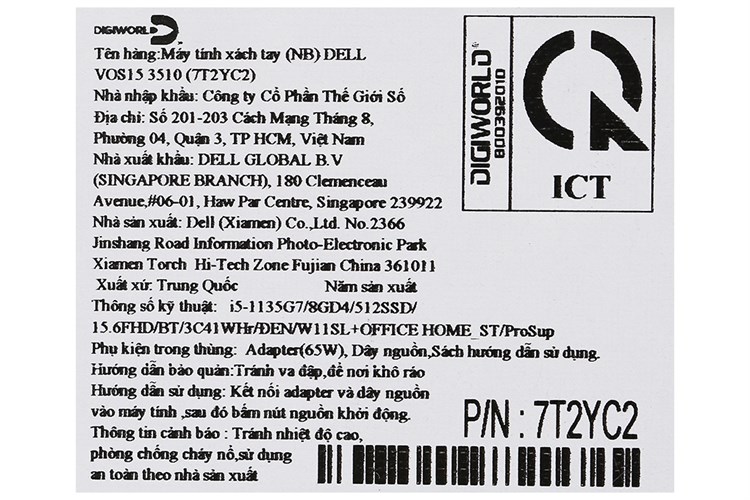 DIGIWORLD
Tên hàng:Máy tính xách tay (NB) DELL
VOS15 3510 (7T2YC2)
Nhà nhập khẩu: Công ty Cổ Phần Thế Giới Số
Địa chỉ: Số 201-203 Cách Mạng Tháng 8,
Phường 04, Quận 3, TP HCM, Việt Nam
Nhà xuất khẩu: DELL GLOBAL B.V
(SINGAPORE BRANCH), 180 Clemenceau
Avenue,#06-01, Haw Par Centre, Singapore 239922
Nhà sản xuất: Dell (Xiamen) Co.,Ltd. No.2366
Jinshang Road Information Photo-Electronic Park
Xiamen Torch Hi-Tech Zone Fujian China 361011
Xuất xứ: Trung Quốc Năm sản xuất
Thông số kỹ thuật: i5-1135G7/8GD4/512SSD/
15.6FHD/BT/3C41WHr/ĐEN/W11SL+OFFICE HOME_ST/ProSup
Phụ kiện trong thùng: Adapter(65W), Dây nguồn,Sách hướng dẫn sử dụng.
Hướng dẫn bảo quản:Tránh va đập,để nơi khô ráo
Hướng dẫn sử dụng: Kết nối adapter và dây nguồn
vào máy tính ,sau đó bấm nút nguồn khởi động.
Thông tin cảnh báo : Tránh nhiệt độ cao,
phòng chống cháy nổ,sử dụng
an toàn theo nhà sản xuất
DIGIWORLD
800392010
ICT
P/N : 7T2YC2